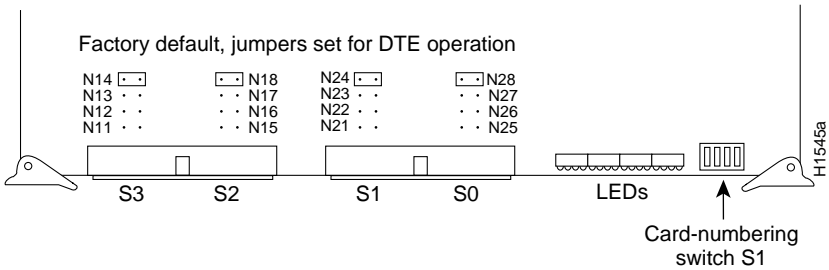 Factory default, jumpers set for DTE operation
N14 N18 N24 N28
N13 N17 N23 N27
N12 N16 N22 N26
N11 N15 N21 N25
S3 S2 S1 S0 LEDs
Card-numbering
switch S1
H1545a